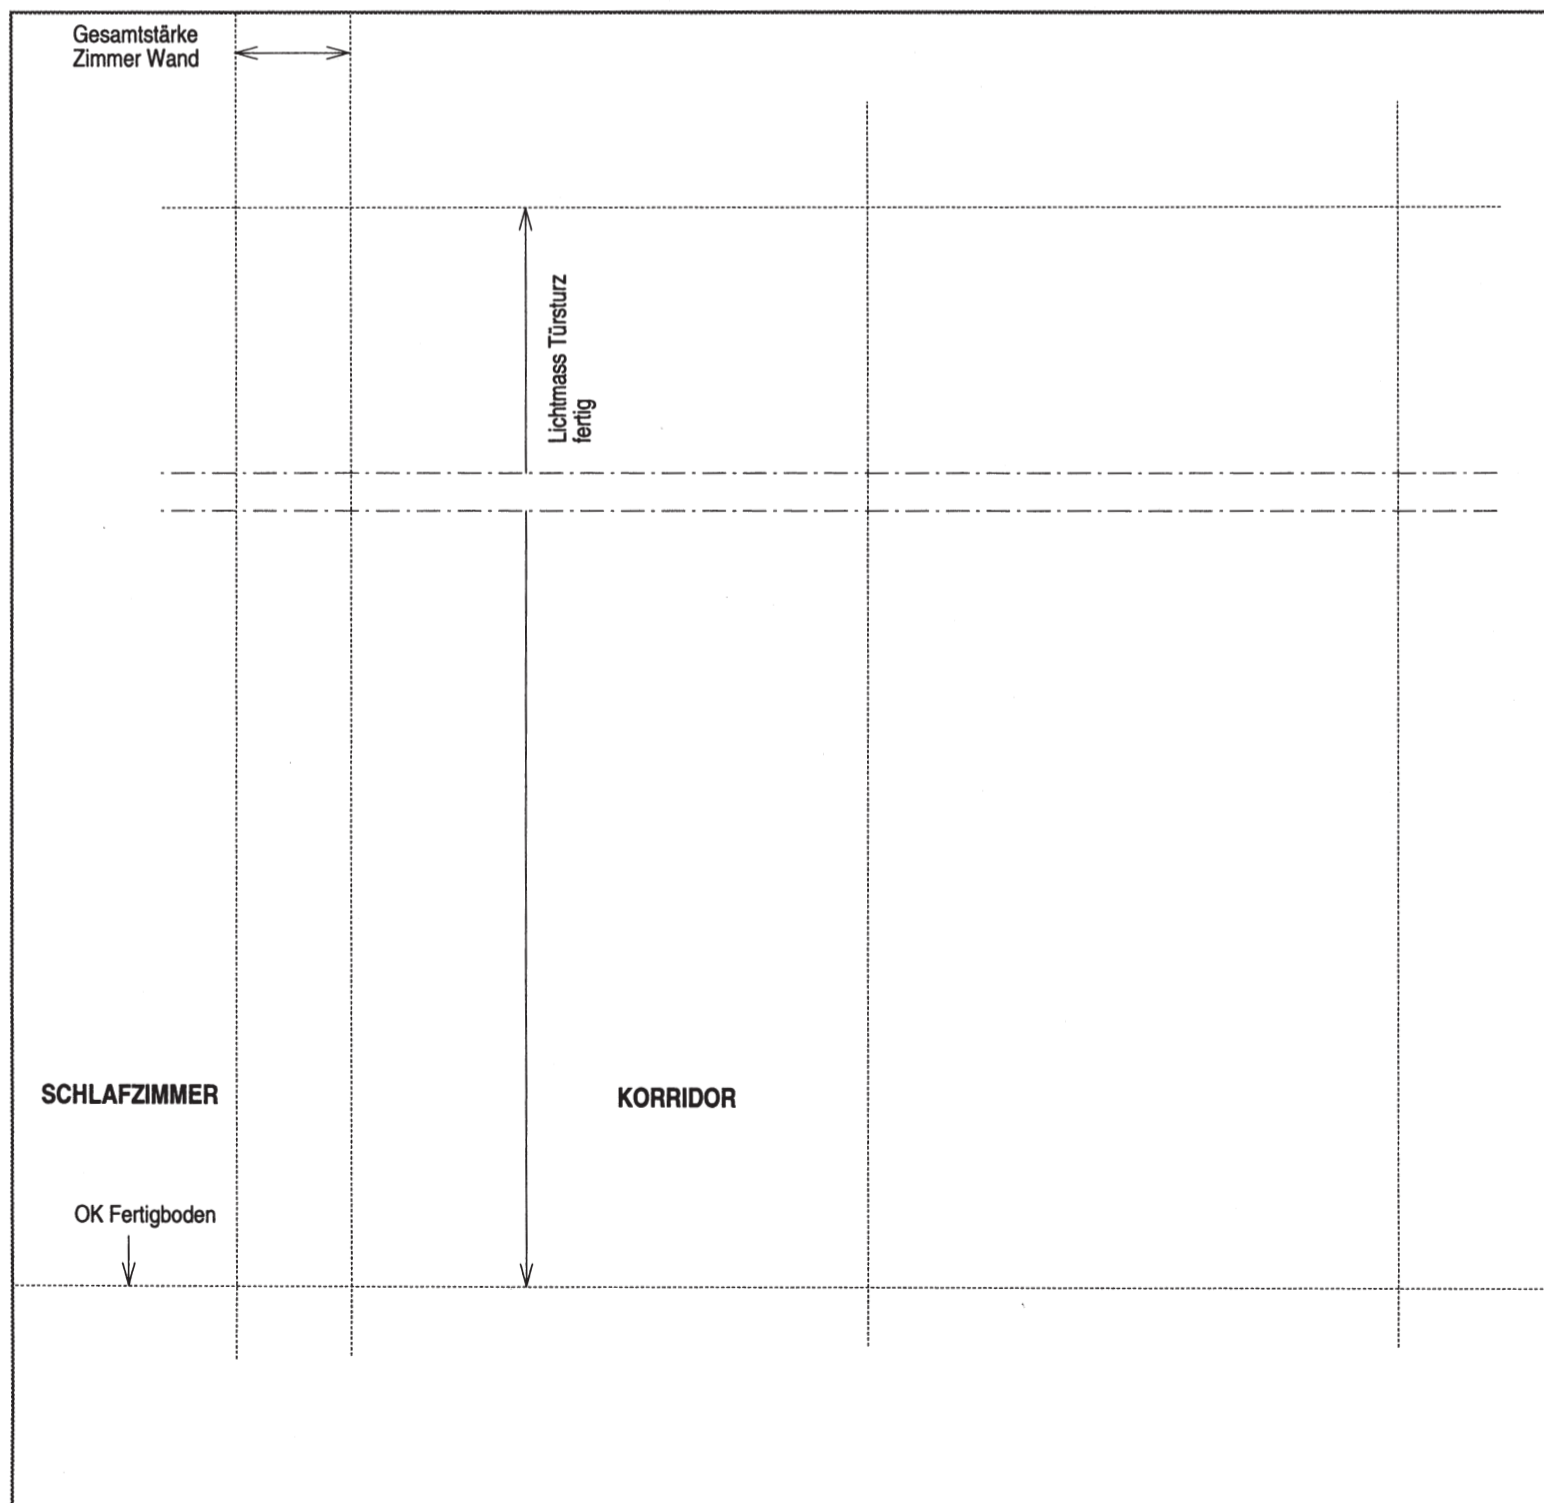 Gesamtstärke
Zimmer Wand
Lichtmass Türsturz
fertig
SCHLAFZIMMER
KORRIDOR
OK Fertigboden